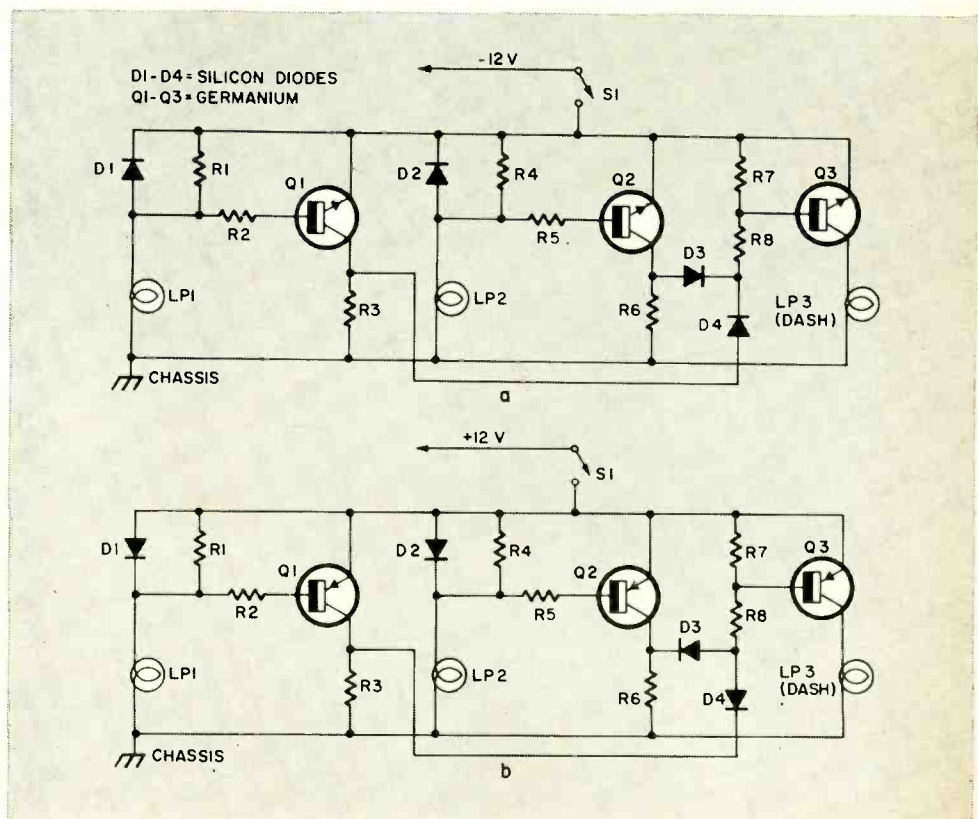 D1-D4 = SILICON DIODES
Q1-Q3 = GERMANIUM
-12 V
S1
D1
R1
Q1
D2
R4
Q2
R7
Q3
R2
R5
R8
D3
LP1
R3
LP2
R6
D4
LP3
(DASH)
CHASSIS
a
+12 V
S1
D1
R1
Q1
D2
R4
Q2
R7
Q3
R2
R5
R8
D3
LP1
R3
LP2
R6
D4
LP3
(DASH)
CHASSIS
b